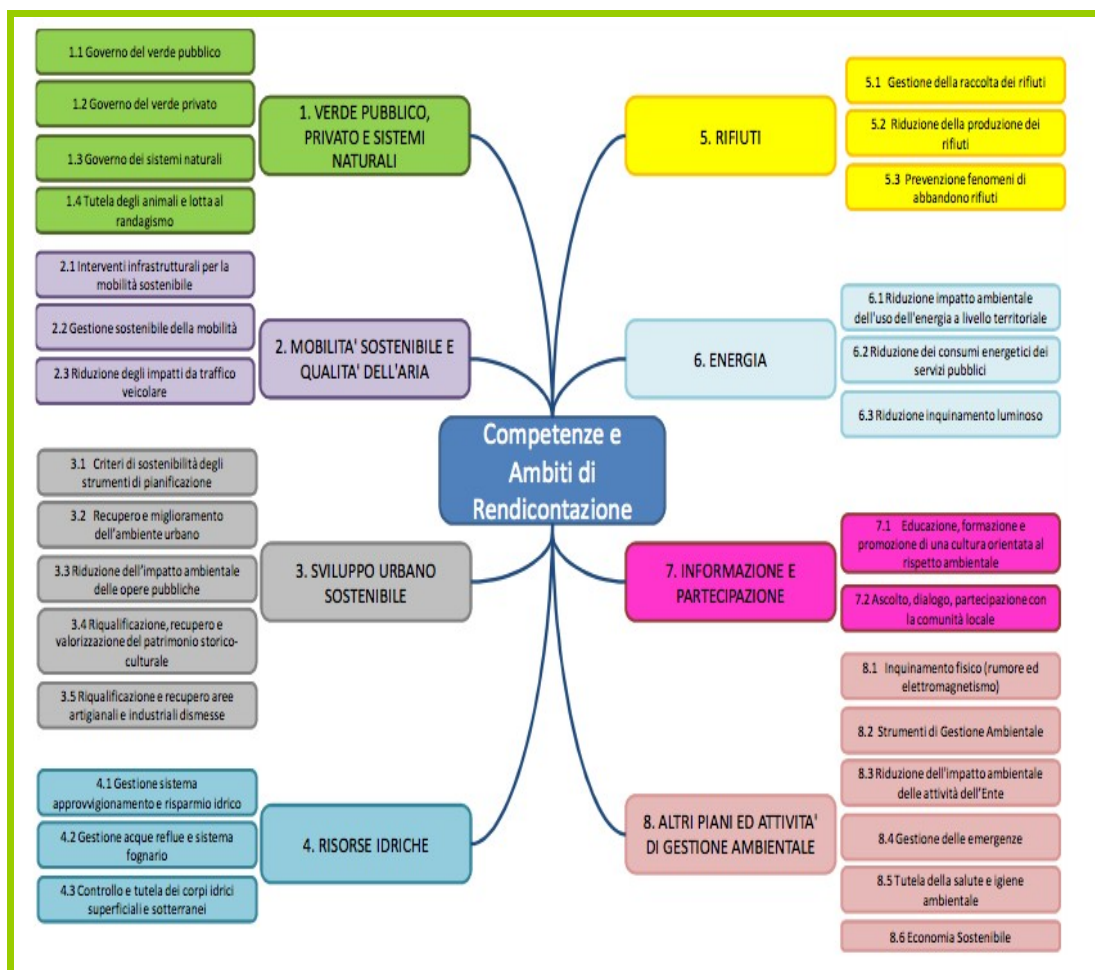 1.1 Governo del verde pubblico
1.2 Governo del verde privato
1.3 Governo dei sistemi naturali
1.4 Tutela degli animali e lotta al
randagismo
1. VERDE PUBBLICO,
PRIVATO E SISTEMI
NATURALI
2.1 Interventi infrastrutturali per la
mobilità sostenibile
2.2 Gestione sostenibile della mobilità
2.3 Riduzione degli impatti da traffico
veicolare
2. MOBILITA' SOSTENIBILE E
QUALITA' DELL'ARIA
3.1 Criteri di sostenibilità degli
strumenti di pianificazione
3.2 Recupero e miglioramento
dell'ambiente urbano
3.3 Riduzione dell'impatto ambientale
delle opere pubbliche
3.4 Riqualificazione, recupero e
valorizzazione del patrimonio storico-
culturale
3.5 Riqualificazione e recupero aree
artigianali e industriali dismesse
3. SVILUPPO URBANO
SOSTENIBILE
4.1 Gestione sistema
approvvigionamento e risparmio idrico
4.2 Gestione acque reflue e sistema
fognario
4.3 Controllo e tutela dei corpi idrici
superficiali e sotterranei
4. RISORSE IDRICHE
Competenze e
Ambiti di
Rendicontazione
5. RIFIUTI
5.1 Gestione della raccolta dei rifiuti
5.2 Riduzione della produzione dei
rifiuti
5.3 Prevenzione fenomeni di
abbandono rifiuti
6. ENERGIA
6.1 Riduzione impatto ambientale
dell'uso dell'energia a livello territoriale
6.2 Riduzione dei consumi energetici dei
servizi pubblici
6.3 Riduzione inquinamento luminoso
7. INFORMAZIONE E
PARTECIPAZIONE
7.1 Educazione, formazione e
promozione di una cultura orientata al
rispetto ambientale
7.2 Ascolto, dialogo, partecipazione con
la comunità locale
8. ALTRI PIANI ED ATTIVITA'
DI GESTIONE AMBIENTALE
8.1 Inquinamento fisico (rumore ed
elettromagnetismo)
8.2 Strumenti di Gestione Ambientale
8.3 Riduzione dell'impatto ambientale
delle attività dell'Ente
8.4 Gestione delle emergenze
8.5 Tutela della salute e igiene
ambientale
8.6 Economia Sostenibile